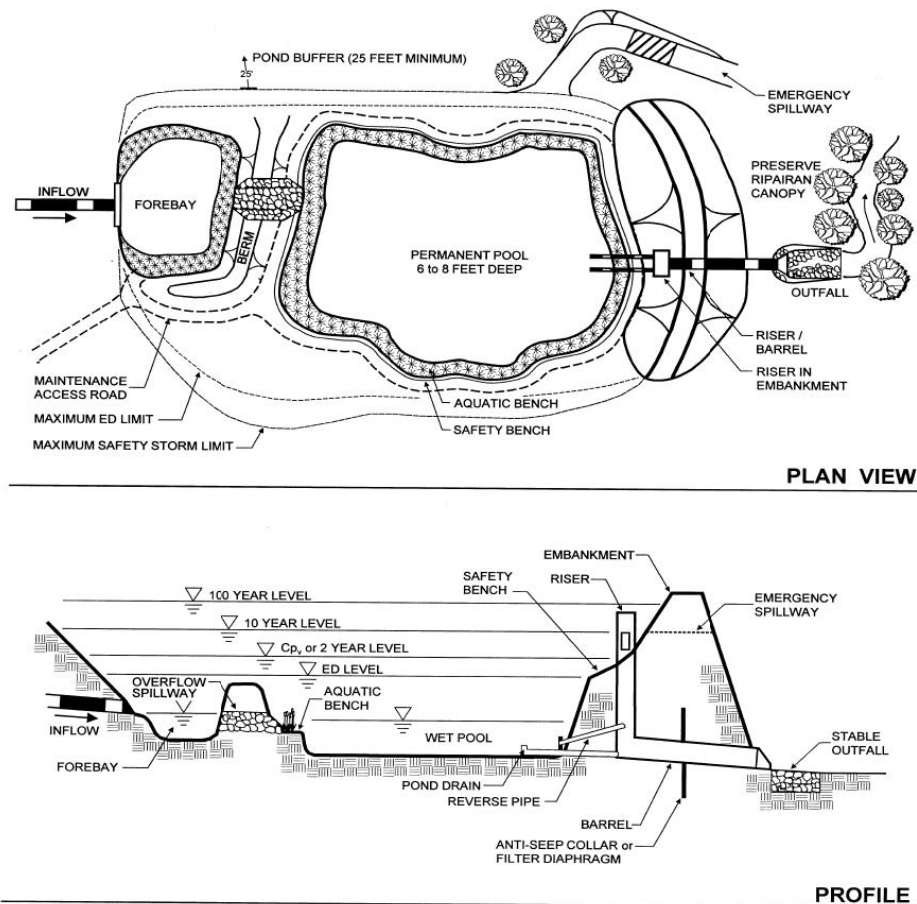 POND BUFFER (25 FEET MINIMUM)
25'
EMERGENCY
SPILLWAY
PRESERVE
RIPAIRAN
CANOPY
INFLOW
FOREBAY
BERM
PERMANENT POOL
6 to 8 FEET DEEP
OUTFALL
RISER /
BARREL
RISER IN
EMBANKMENT
MAINTENANCE
ACCESS ROAD
AQUATIC BENCH
MAXIMUM ED LIMIT
SAFETY BENCH
MAXIMUM SAFETY STORM LIMIT
PLAN VIEW
EMBANKMENT
SAFETY
BENCH
RISER
100 YEAR LEVEL
EMERGENCY
SPILLWAY
10 YEAR LEVEL
Cpv or 2 YEAR LEVEL
ED LEVEL
OVERFLOW
SPILLWAY
AQUATIC
BENCH
INFLOW
WET POOL
STABLE
OUTFALL
FOREBAY
POND DRAIN
REVERSE PIPE
BARREL
ANTI-SEEP COLLAR or
FILTER DIAPHRAGM
PROFILE